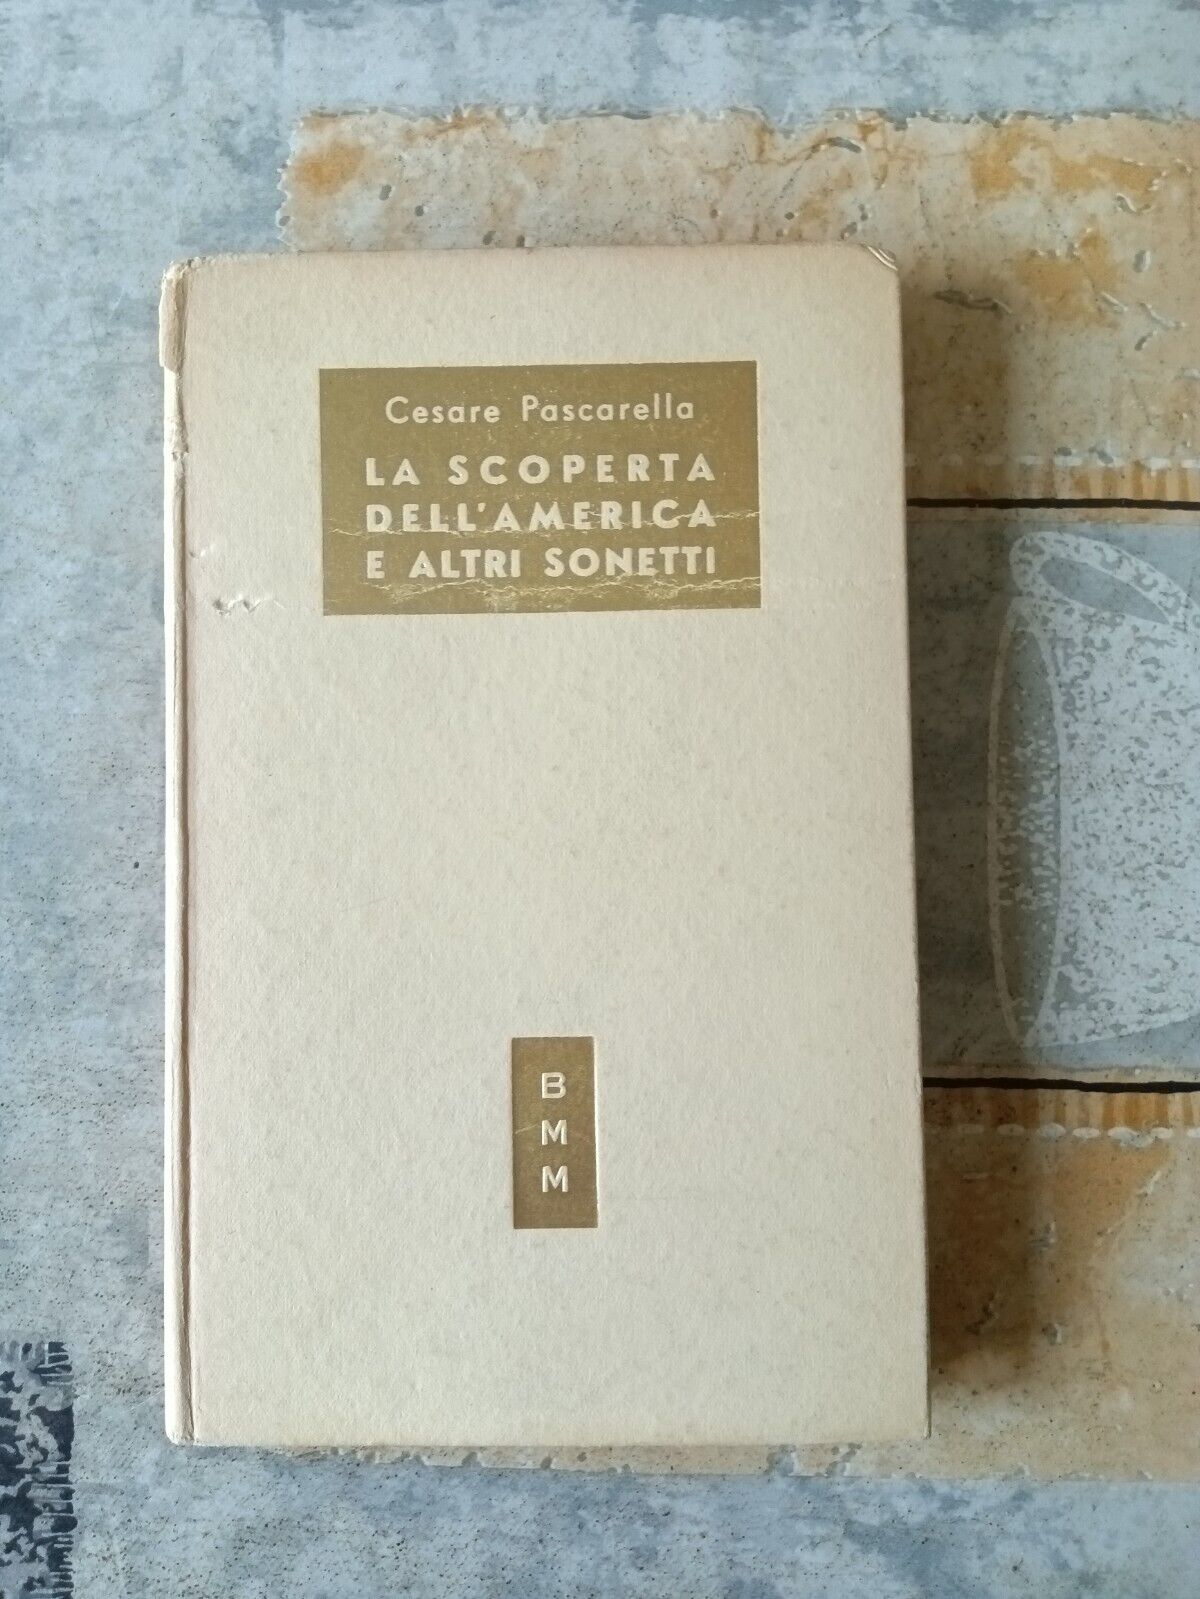 Cesare Pascarella
LA SCOPERTA
DELL'AMERICA
E ALTRI SONETTI
B
M
M